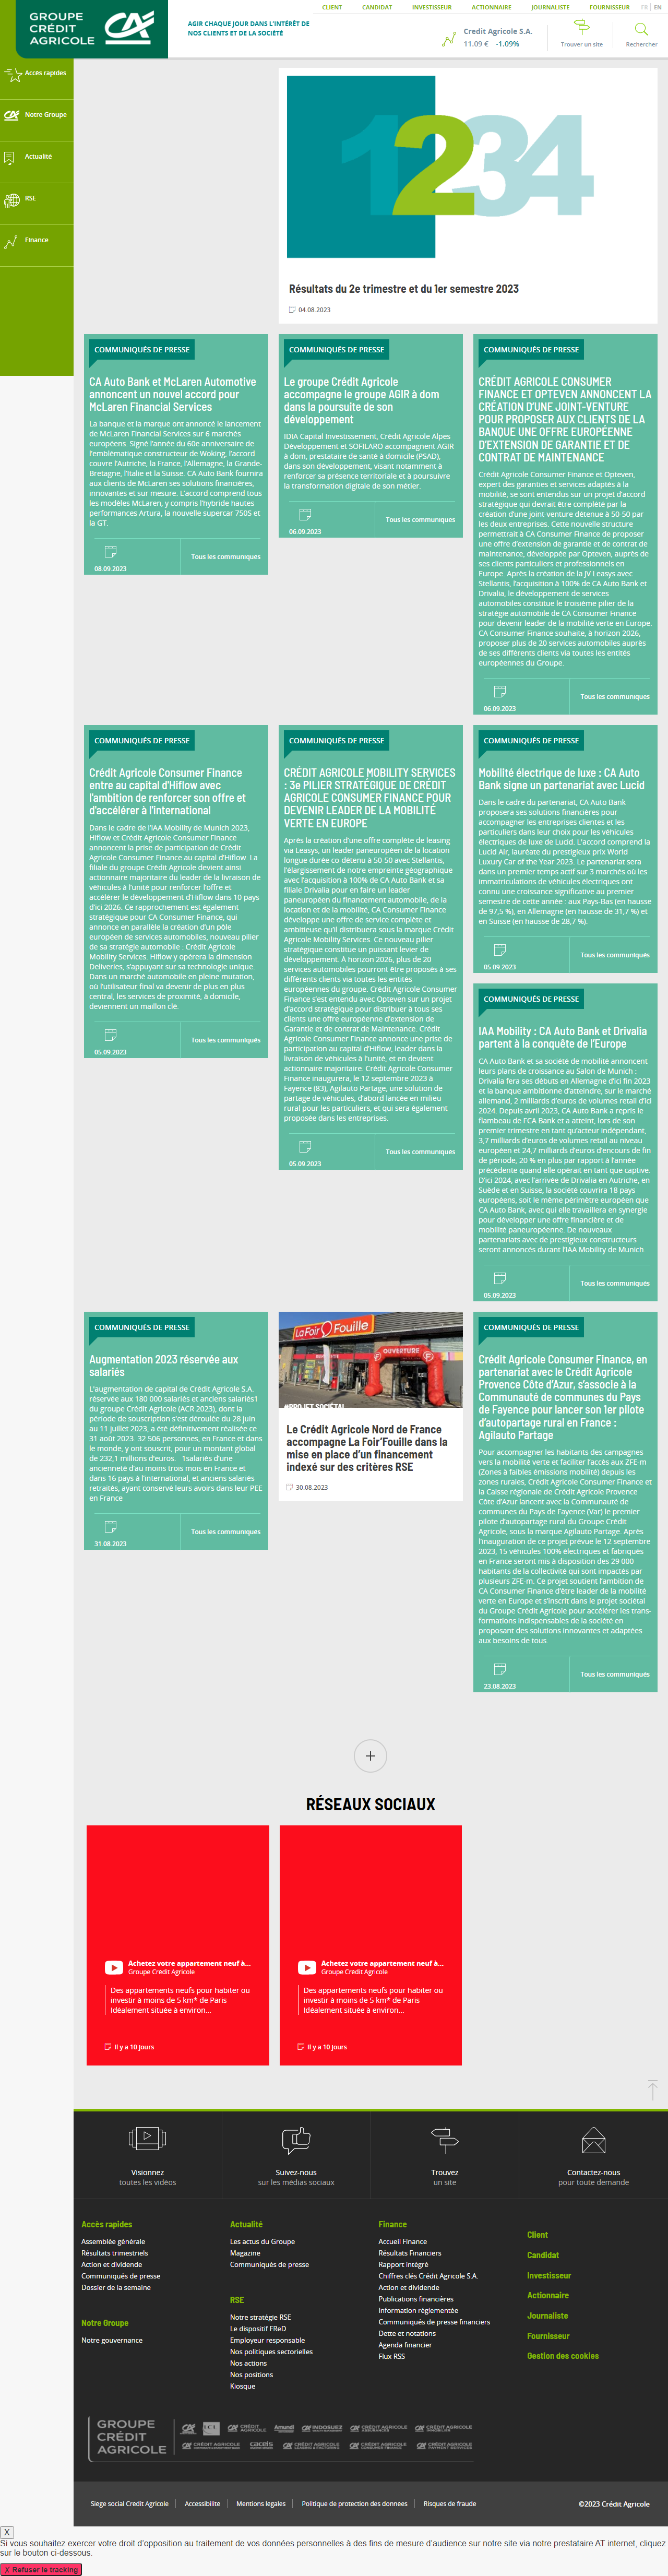 GROUPE
CRÉDIT
AGRICOLE
AGIR CHAQUE JOUR DANS L'INTÉRÊT DE
NOS CLIENTS ET DE LA SOCIÉTÉ
CLIENT CANDIDAT INVESTISSEUR ACTIONNAIRE JOURNALISTE FOURNISSEUR FR EN
Credit Agricole S.A.
11.09 € -1.09%
Trouver un site
Rechercher
Accès rapides
Notre Groupe
Actualité
RSE
Finance
1234
Résultats du 2e trimestre et du 1er semestre 2023
04.08.2023
COMMUNIQUÉS DE PRESSE
CA Auto Bank et McLaren Automotive
annoncent un nouvel accord pour
McLaren Financial Services
La banque et la marque ont annoncé le lancement
de McLaren Financial Services sur 6 marchés
européens. Signé l'année du 60e anniversaire de
l'emblématique constructeur de Woking, l'accord
couvre l'Autriche, la France, l'Allemagne, la Grande-
Bretagne, l'Italie et la Suisse. CA Auto Bank fournira
aux clients de McLaren ses solutions financières,
innovantes et sur mesure. L'accord comprend tous
les modèles McLaren, y compris l'hybride hautes
performances Artura, la nouvelle supercar 750S et
la GT.
08.09.2023
Tous les communiqués
COMMUNIQUÉS DE PRESSE
Le groupe Crédit Agricole
accompagne le groupe AGIR à dom
dans la poursuite de son
développement
IDIA Capital Investissement, Crédit Agricole Alpes
Développement et SOFILARO accompagnent AGIR
à dom, prestataire de santé à domicile (PSAD),
dans son développement, visant notamment à
renforcer sa présence territoriale et à poursuivre
la transformation digitale de son métier.
06.09.2023
Tous les communiqués
COMMUNIQUÉS DE PRESSE
CRÉDIT AGRICOLE CONSUMER
FINANCE ET OPTEVEN ANNONCENT LA
CRÉATION D'UNE JOINT-VENTURE
POUR PROPOSER AUX CLIENTS DE LA
BANQUE UNE OFFRE EUROPÉENNE
D'EXTENSION DE GARANTIE ET DE
CONTRAT DE MAINTENANCE
Crédit Agricole Consumer Finance et Opteven,
expert des garanties et services adaptés à la
mobilité, se sont entendus sur un projet d'accord
stratégique qui devrait être complété par la
création d'une joint-venture détenue à 50-50 par
les deux entreprises. Cette nouvelle structure
permettrait à CA Consumer Finance de proposer
une offre d'extension de garantie et de contrat de
maintenance, développée par Opteven, auprès de
ses clients particuliers et professionnels en
Europe. Après la création de la JV Leasys avec
Stellantis, l'acquisition à 100% de CA Auto Bank et
Drivalia, le développement de services
automobiles constitue le troisième pilier de la
stratégie automobile de CA Consumer Finance
pour devenir leader de la mobilité verte en Europe.
CA Consumer Finance souhaite, à horizon 2026,
proposer plus de 20 services automobiles auprès
de ses différents clients via toutes les entités
européennes du Groupe.
06.09.2023
Tous les communiqués
COMMUNIQUÉS DE PRESSE
Crédit Agricole Consumer Finance
entre au capital d'Hiflow avec
l'ambition de renforcer son offre et
d'accélérer à l'international
Dans le cadre de l'IAA Mobility de Munich 2023,
Hiflow et Crédit Agricole Consumer Finance
annoncent la prise de participation de Crédit
Agricole Consumer Finance au capital d'Hiflow. La
filiale du groupe Crédit Agricole devient ainsi
actionnaire majoritaire du leader de la livraison de
véhicules à l'unité pour renforcer l'offre et
accélérer le développement d'Hiflow dans 10 pays
d'ici 2026. Ce rapprochement est également
stratégique pour CA Consumer Finance, qui
annonce en parallèle la création d'un pôle
européen de services automobiles, nouveau pilier
de sa stratégie automobile : Crédit Agricole
Mobility Services. Hiflow y opérera la dimension
Deliveries, s'appuyant sur sa technologie unique.
Dans un marché automobile en pleine mutation,
où l'utilisateur final va devenir de plus en plus
central, les services de proximité, à domicile,
deviennent un maillon clé.
05.09.2023
Tous les communiqués
COMMUNIQUÉS DE PRESSE
CRÉDIT AGRICOLE MOBILITY SERVICES
: 3e PILIER STRATÉGIQUE DE CRÉDIT
AGRICOLE CONSUMER FINANCE POUR
DEVENIR LEADER DE LA MOBILITÉ
VERTE EN EUROPE
Après la création d'une offre complète de leasing
via Leasys, un leader paneuropéen de la location
longue durée co-détenu à 50-50 avec Stellantis,
l'élargissement de notre empreinte géographique
avec l'acquisition à 100% de CA Auto Bank et sa
filiale Drivalia pour en faire un leader
paneuropéen du financement automobile, de la
location et de la mobilité, CA Consumer Finance
développe une offre de service complète et
ambitieuse qu'il distribuera sous la marque Crédit
Agricole Mobility Services. Ce nouveau pilier
stratégique constitue un puissant levier de
développement. À horizon 2026, plus de 20
services automobiles pourront être proposés à ses
différents clients via toutes les entités
européennes du groupe. Crédit Agricole Consumer
Finance s'est entendu avec Opteven sur un projet
d'accord stratégique pour distribuer à tous ses
clients une offre européenne d'extension de
Garantie et de contrat de Maintenance. Crédit
Agricole Consumer Finance annonce une prise de
participation au capital d'Hiflow, leader dans la
livraison de véhicules à l'unité, et en devient
actionnaire majoritaire. Crédit Agricole Consumer
Finance inaugurera, le 12 septembre 2023 à
Fayence (83), Agilauto Partage, une solution de
partage de véhicules, d'abord lancée en milieu
rural pour les particuliers, et qui sera également
proposée dans les entreprises.
05.09.2023
Tous les communiqués
COMMUNIQUÉS DE PRESSE
Mobilité électrique de luxe : CA Auto
Bank signe un partenariat avec Lucid
Dans le cadre du partenariat, CA Auto Bank
proposera ses solutions financières pour
accompagner les entreprises clientes et les
particuliers dans leur choix pour les véhicules
électriques de luxe de Lucid. L'accord comprend la
Lucid Air, lauréate du prestigieux prix World
Luxury Car of the Year 2023. Le partenariat sera
dans un premier temps actif sur 3 marchés où les
immatriculations de véhicules électriques ont
connu une croissance significative au premier
semestre de cette année : aux Pays-Bas (en hausse
de 97,5 %), en Allemagne (en hausse de 31,7 %) et
en Suisse (en hausse de 28,7 %).
05.09.2023
Tous les communiqués
COMMUNIQUÉS DE PRESSE
IAA Mobility : CA Auto Bank et Drivalia
partent à la conquête de l'Europe
CA Auto Bank et sa société de mobilité annoncent
leurs plans de croissance au Salon de Munich :
Drivalia fera ses débuts en Allemagne d'ici fin 2023
et la banque ambitionne d'atteindre, sur le marché
allemand, 2 milliards d'euros de volumes retail d'ici
2024. Depuis avril 2023, CA Auto Bank a repris le
flambeau de FCA Bank et a atteint, lors de son
premier trimestre en tant qu'acteur indépendant,
3,7 milliards d'euros de volumes retail au niveau
européen et 24,7 milliards d'euros d'encours de fin
de période, 20 % en plus par rapport à l'année
précédente quand elle opérait en tant que captive.
D'ici 2024, avec l'arrivée de Drivalia en Autriche, en
Suède et en Suisse, la société couvrira 18 pays
européens, soit le même périmètre européen que
CA Auto Bank, avec qui elle travaillera en synergie
pour développer une offre financière et de
mobilité paneuropéenne. De nouveaux
partenariats avec de prestigieux constructeurs
seront annoncés durant l'IAA Mobility de Munich.
05.09.2023
Tous les communiqués
COMMUNIQUÉS DE PRESSE
Augmentation 2023 réservée aux
salariés
L'augmentation de capital de Crédit Agricole S.A.
réservée aux 180 000 salariés et anciens salariés1
du groupe Crédit Agricole (ACR 2023), dont la
période de souscription s'est déroulée du 28 juin
au 11 juillet 2023, a été définitivement réalisée ce
31 août 2023. 32 506 personnes, en France et dans
le monde, y ont souscrit, pour un montant global
de 232,1 millions d'euros. 1salariés d'une
ancienneté d'au moins trois mois en France et
dans 16 pays à l'international, et anciens salariés
retraités, ayant conservé leurs avoirs dans leur PEE
en France
31.08.2023
Tous les communiqués
La Foir'Fouille
OUVERTURE
#PROJET SOCIÉTAL
Le Crédit Agricole Nord de France
accompagne La Foir'Fouille dans la
mise en place d'un financement
indexé sur des critères RSE
30.08.2023
COMMUNIQUÉS DE PRESSE
Crédit Agricole Consumer Finance, en
partenariat avec le Crédit Agricole
Provence Côte d'Azur, s'associe à la
Communauté de communes du Pays
de Fayence pour lancer son 1er pilote
d'autopartage rural en France :
Agilauto Partage
Pour accompagner les habitants des campagnes
vers la mobilité verte et faciliter l'accès aux ZFE-m
(Zones à faibles émissions mobilité) depuis les
zones rurales, Crédit Agricole Consumer Finance et
la Caisse régionale de Crédit Agricole Provence
Côte d'Azur lancent avec la Communauté de
communes du Pays de Fayence (Var) le premier
pilote d'autopartage rural du Groupe Crédit
Agricole, sous la marque Agilauto Partage. Après
l'inauguration de ce projet prévue le 12 septembre
2023, 15 véhicules 100% électriques et fabriqués
en France seront mis à disposition des 29 000
habitants de la collectivité qui sont impactés par
plusieurs ZFE-m. Ce projet soutient l'ambition de
CA Consumer Finance d'être leader de la mobilité
verte en Europe et s'inscrit dans le projet sociétal
du Groupe Crédit Agricole pour accélérer les trans-
formations indispensables de la société en
proposant des solutions innovantes et adaptées
aux besoins de tous.
23.08.2023
Tous les communiqués
+
RÉSEAUX SOCIAUX
Achetez votre appartement neuf à...
Groupe Crédit Agricole
Des appartements neufs pour habiter ou
investir à moins de 5 km* de Paris
Idéalement située à environ...
Il y a 10 jours
Achetez votre appartement neuf à...
Groupe Crédit Agricole
Des appartements neufs pour habiter ou
investir à moins de 5 km* de Paris
Idéalement située à environ...
Il y a 10 jours
Visionnez
toutes les vidéos
Suivez-nous
sur les médias sociaux
Trouvez
un site
Contactez-nous
pour toute demande
Accès rapides
Assemblée générale
Résultats trimestriels
Action et dividende
Communiqués de presse
Dossier de la semaine
Notre Groupe
Notre gouvernance
Actualité
Les actus du Groupe
Magazine
Communiqués de presse
RSE
Notre stratégie RSE
Le dispositif FReD
Employeur responsable
Nos politiques sectorielles
Nos actions
Nos positions
Kiosque
Finance
Accueil Finance
Résultats Financiers
Rapport intégré
Chiffres clés Crédit Agricole S.A.
Action et dividende
Publications financières
Information réglementée
Communiqués de presse financiers
Dette et notations
Agenda financier
Flux RSS
Client
Candidat
Investisseur
Actionnaire
Journaliste
Fournisseur
Gestion des cookies
GROUPE
CRÉDIT
AGRICOLE
Siège social Crédit Agricole Accessibilité Mentions légales Politique de protection des données Risques de fraude
©2023 Crédit Agricole
X
Si vous souhaitez exercer votre droit d'opposition au traitement de vos données personnelles à des fins de mesure d'audience sur notre site via notre prestataire AT internet, cliquez
sur le bouton ci-dessous.
X Refuser le tracking